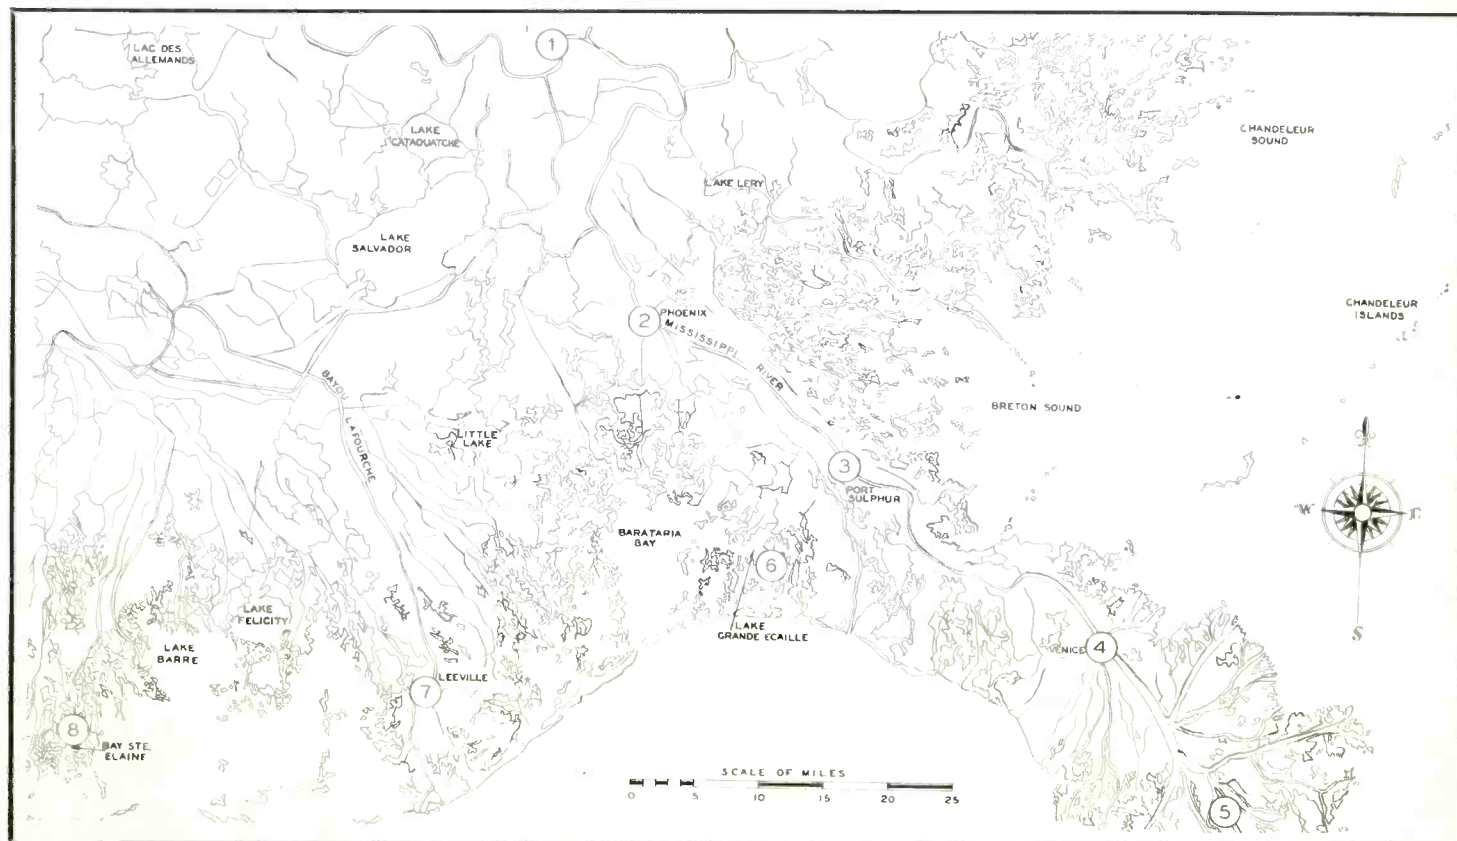 1
LAC DES
ALLEMANDS
LAKE
CATAOUATCHE
CHANDELEUR
SOUND
LAKE LERY
LAKE
SALVADOR
CHANDELEUR
ISLANDS
2
PHOENIX
MISSISSIPPI RIVER
BAYOU LAFOURCHE
BRETON SOUND
LITTLE
LAKE
3
PORT
SULPHUR
W
E
S
BARATARIA
BAY
6
LAKE
FELICITY
LAKE
GRANDE ECAILLE
LAKE
BARRE
VENICE
4
LEEVILLE
7
8
BAY STE.
ELAINE
SCALE OF MILES
0 5 10 15 20 25
5